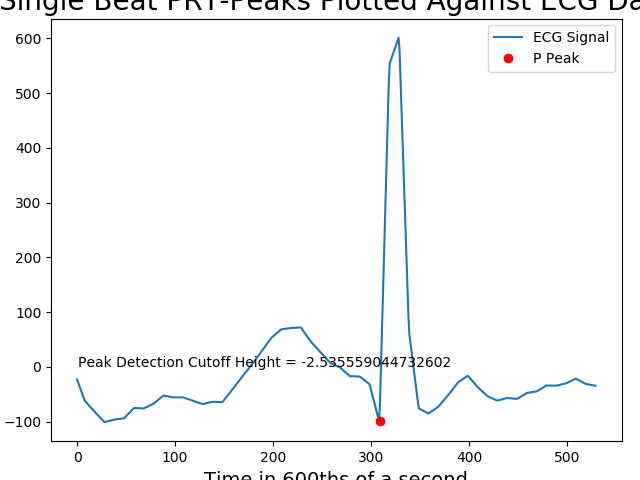 Single Beat PRT-Peaks Plotted Against ECG Da
ECG Signal
P Peak
600
500
400
300
200
100
0
−100
Peak Detection Cutoff Height = -2.535559044732602
0 100 200 300 400 500
Time in 600ths of a second